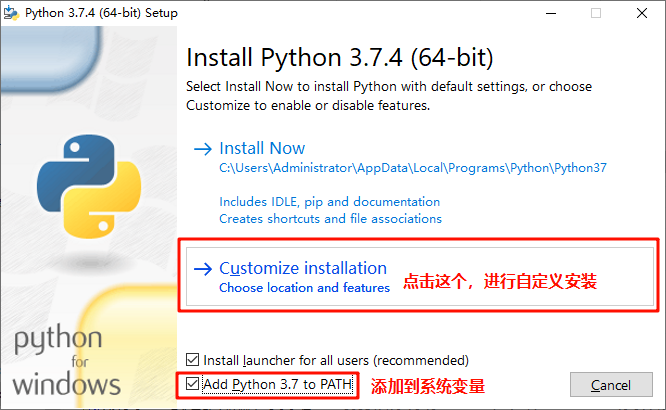 Python 3.7.4 (64-bit) Setup
Install Python 3.7.4 (64-bit)
Select Install Now to install Python with default settings, or choose
Customize to enable or disable features.
Install Now
C:\Users\Administrator\AppData\Local\Programs\Python\Python37
Includes IDLE, pip and documentation
Creates shortcuts and file associations
Customize installation
Choose location and features
点击这个，进行自定义安装
python
for
windows
Install launcher for all users (recommended)
Add Python 3.7 to PATH
添加到系统变量
Cancel